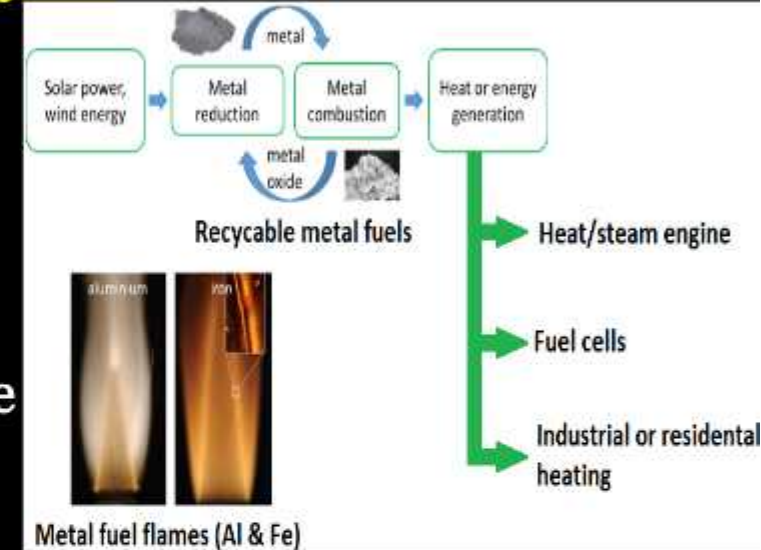 metal
Solar power,
wind energy
Metal
reduction
Metal
combustion
Heat or energy
generation
metal
oxide
Recycable metal fuels
Heat/steam engine
aluminium
iron
Fuel cells
e
Industrial or residental
heating
Metal fuel flames (Al & Fe)